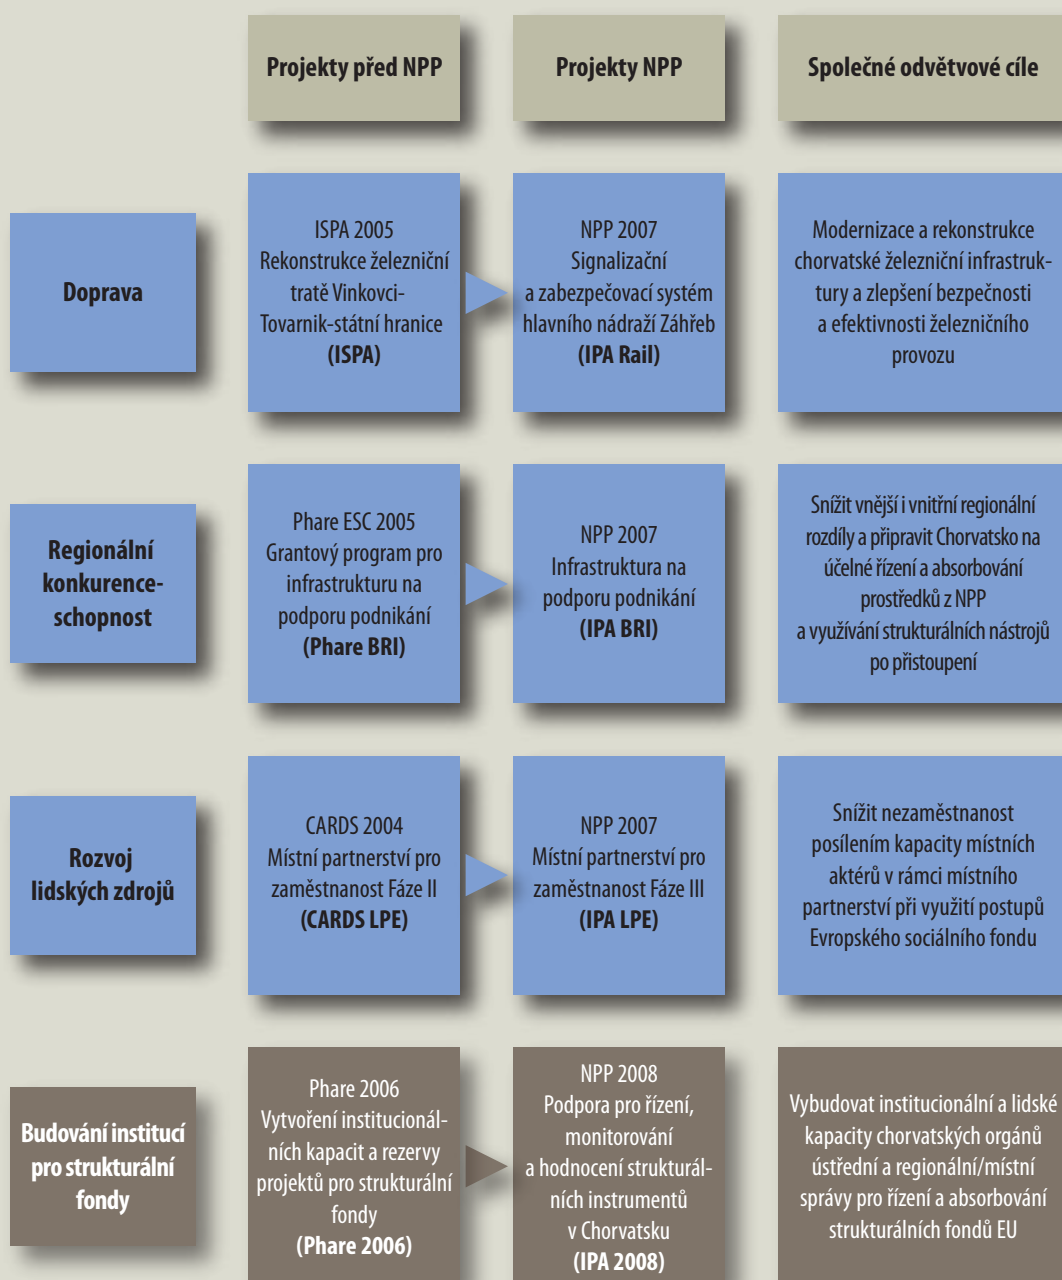 Projekty před NPP
Projekty NPP
Společné odvětvové cíle
Doprava
ISPA 2005
Rekonstrukce železniční
tratě Vinkovci-
Tovarnik-státní hranice
(ISPA)
NPP 2007
Signalizační
a zabezpečovací systém
hlavního nádraží Záhřeb
(IPA Rail)
Modernizace a rekonstrukce
chorvatské železniční infrastruk-
tury a zlepšení bezpečnosti
a efektivnosti železničního
provozu
Regionální
konkurence-
schopnost
Phare ESC 2005
Grantový program pro
infrastrukturu na
podporu podnikání
(Phare BRI)
NPP 2007
Infrastruktura na
podporu podnikání
(IPA BRI)
Snížit vnější i vnitřní regionální
rozdíly a připravit Chorvatsko na
účelné řízení a absorbování
prostředků z NPP
a využívání strukturálních nástrojů
po přistoupení
Rozvoj
lidských zdrojů
CARDS 2004
Místní partnerství pro
zaměstnanost Fáze II
(CARDS LPE)
NPP 2007
Místní partnerství pro
zaměstnanost Fáze III
(IPA LPE)
Snížit nezaměstnanost
posílením kapacity místních
aktérů v rámci místního
partnerství při využití postupů
Evropského sociálního fondu
Budování institucí
pro strukturální
fondy
Phare 2006
Vytvoření institucionál-
ních kapacit a rezervy
projektů pro strukturální
fondy
(Phare 2006)
NPP 2008
Podpora pro řízení,
monitorování
a hodnocení strukturál-
ních instrumentů
v Chorvatsku
(IPA 2008)
Vybudovat institucionální a lidské
kapacity chorvatských orgánů
ústřední a regionální/místní
správy pro řízení a absorbování
strukturálních fondů EU